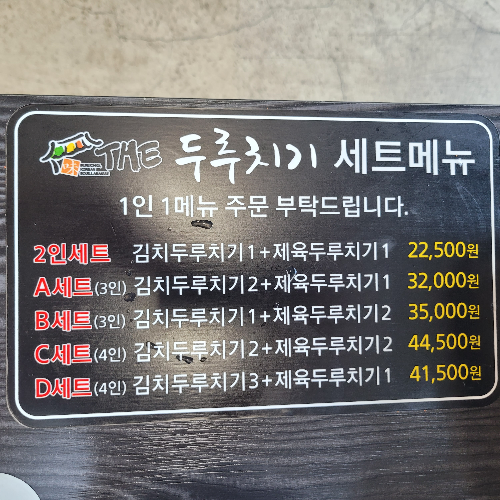 THE 두루치기 세트메뉴
1인 1메뉴 주문 부탁드립니다.
2인세트 김치두루치기1+제육두루치기1 22,500원
A세트(3인) 김치두루치기2+제육두루치기1 32,000원
B세트(3인) 김치두루치기1+제육두루치기2 35,000원
C세트(4인) 김치두루치기2+제육두루치기2 44,500원
D세트(4인) 김치두루치기3+제육두루치기1 41,500원